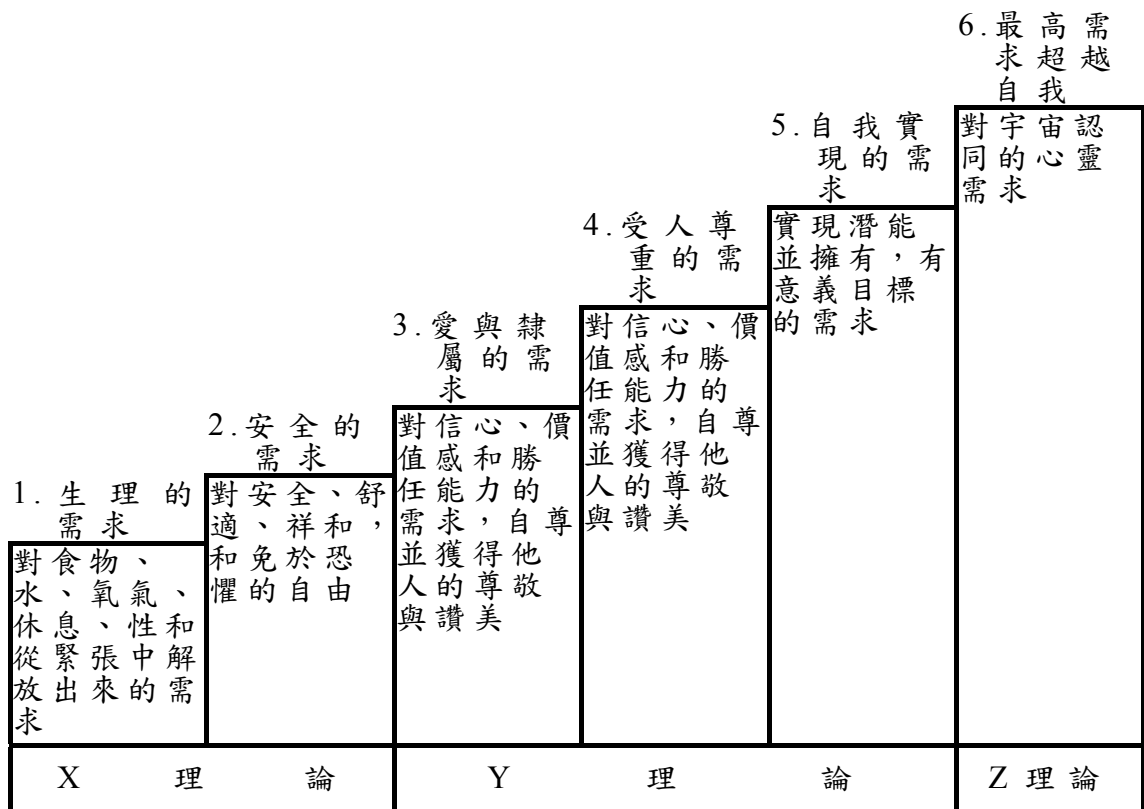 1.生理的
需求
對食物、
水、氧氣、
休息、性和
從緊張中解
放出來的需
求
2.安全的
需求
對安全、舒
適、祥和，
和免於恐
懼的自由
3.愛與隸
屬的需
求
對信心、價
值感和勝
任能力的
需求，自尊
並獲得他
人的尊敬
與讚美
4.受人尊
重的需
求
對信心、價
值感和勝
任能力的
需求，自尊
並獲得他
人的尊敬
與讚美
5.自我實
現的需
求
實現潛能
並擁有，有
意義目標
的需求
6.最高需
求超越
自我
對宇宙認
同的心靈
需求
X 理論
Y 理論
Z 理論